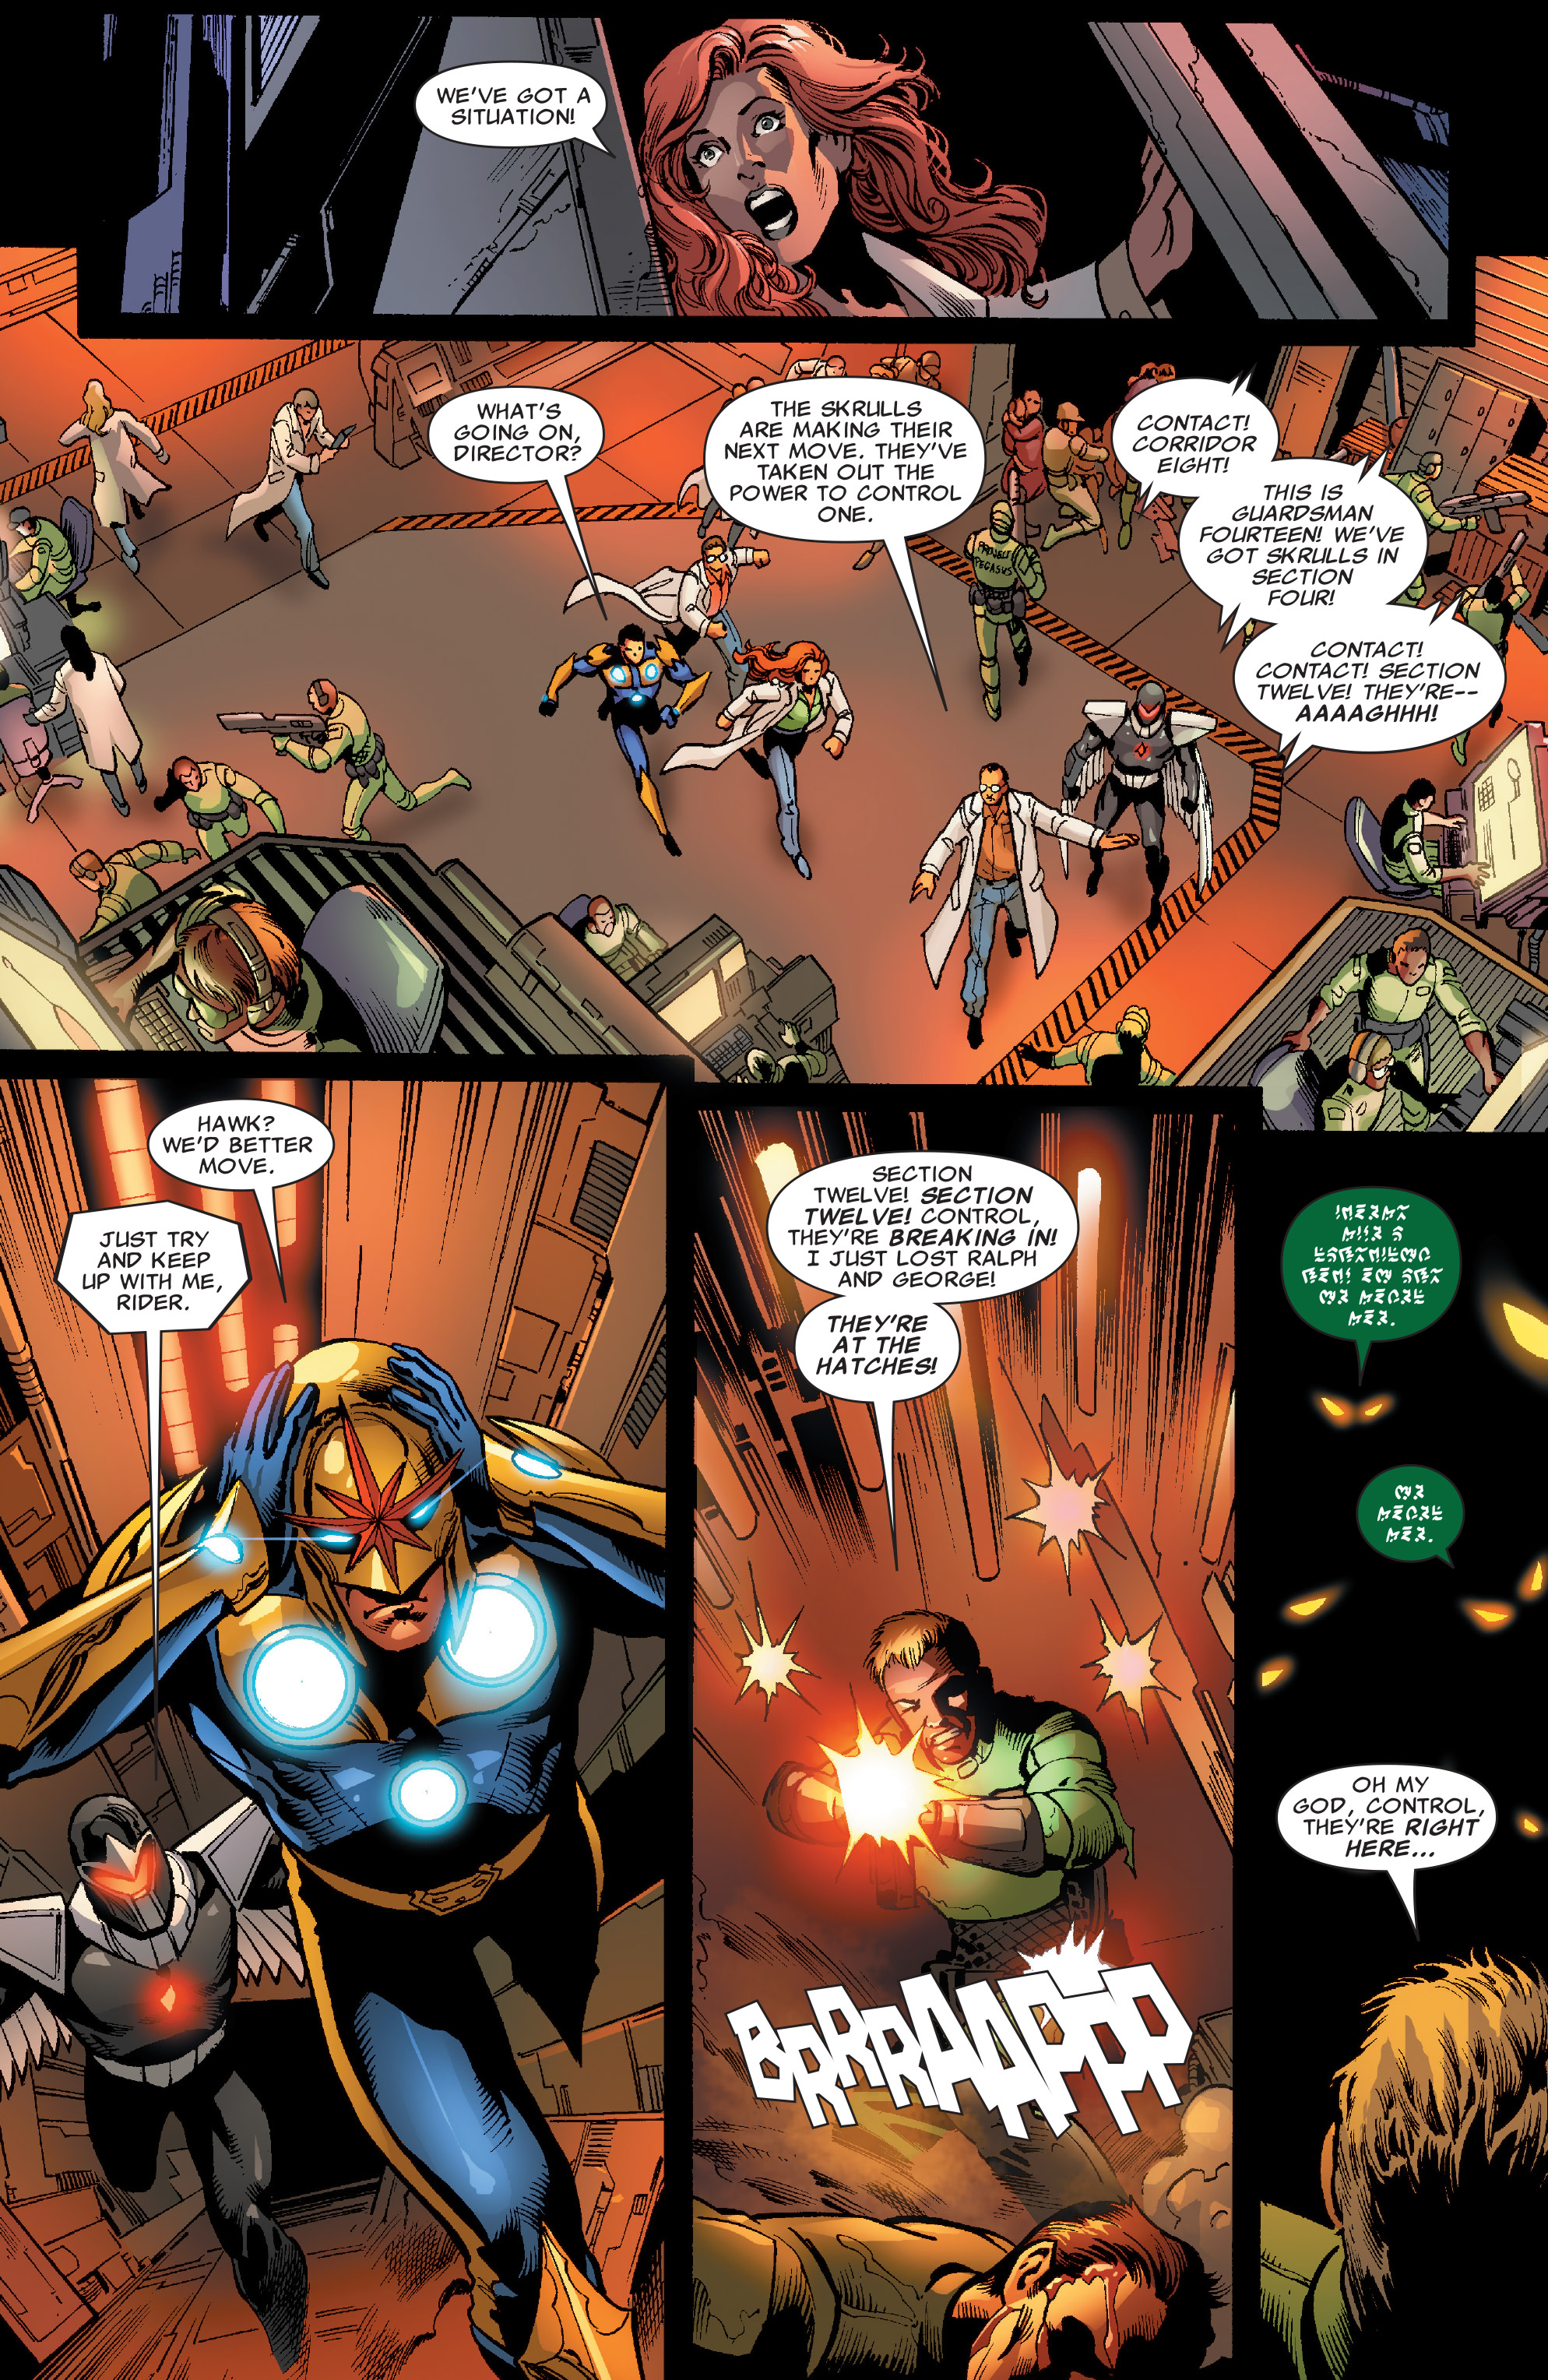 WE'VE GOT A
SITUATION!
WHAT'S
GOING ON,
DIRECTOR?
THE SKRULLS
ARE MAKING THEIR
NEXT MOVE. THEY'VE
TAKEN OUT THE
POWER TO CONTROL
ONE.
CONTACT!
CORRIDOR
EIGHT!
THIS IS
GUARDSMAN
FOURTEEN! WE'VE
GOT SKRULLS IN
SECTION
FOUR!
CONTACT!
CONTACT! SECTION
TWELVE! THEY'RE--
AAAAGHHH!
PROJECT
PEGASUS
HAWK?
WE'D BETTER
MOVE.
JUST TRY
AND KEEP
UP WITH ME,
RIDER.
SECTION
TWELVE! SECTION
TWELVE! CONTROL,
THEY'RE BREAKING IN!
I JUST LOST RALPH
AND GEORGE!
THEY'RE
AT THE
HATCHES!
BRRRRAAAPPP
OH MY
GOD, CONTROL,
THEY'RE RIGHT
HERE...